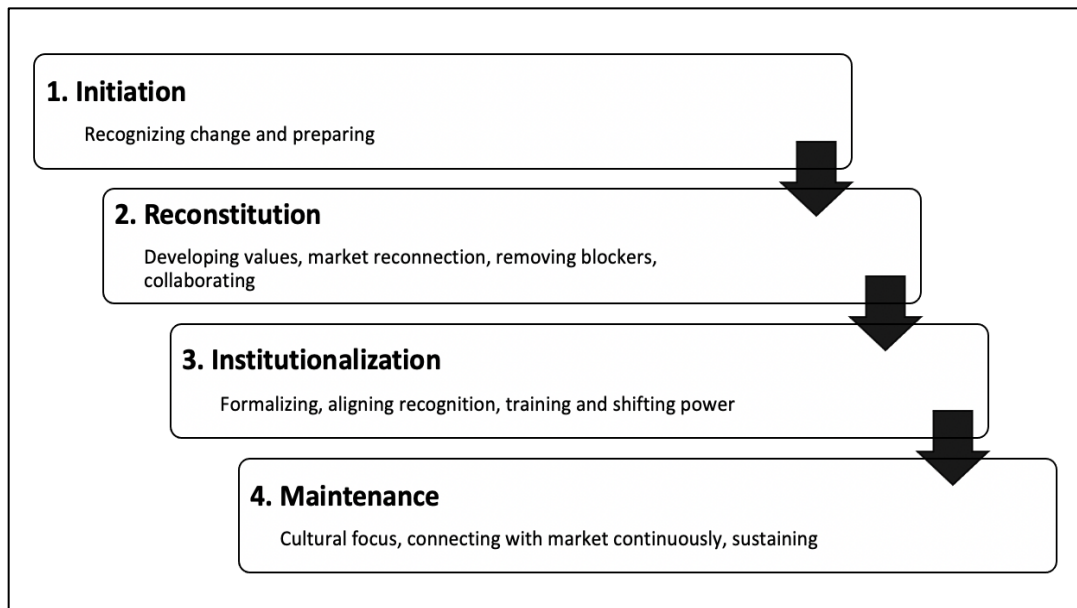 1. Initiation
Recognizing change and preparing
2. Reconstitution
Developing values, market reconnection, removing blockers,
collaborating
3. Institutionalization
Formalizing, aligning recognition, training and shifting power
4. Maintenance
Cultural focus, connecting with market continuously, sustaining